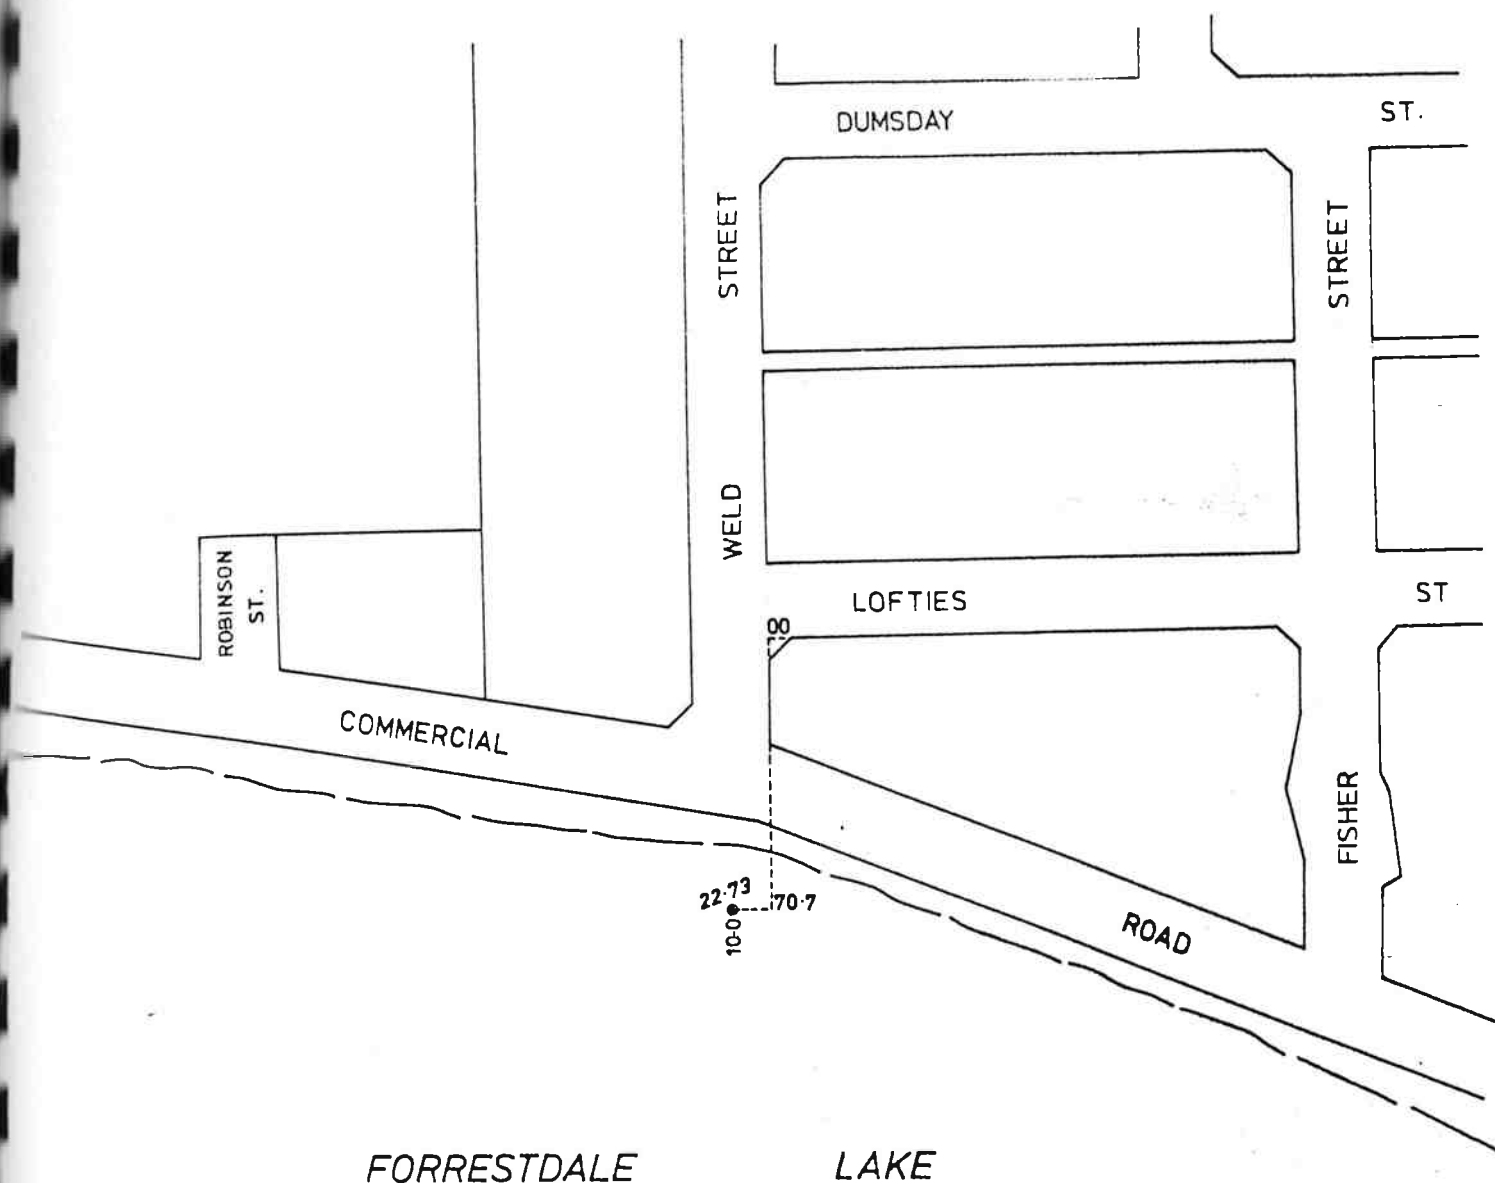 DUMSDAY ST.
STREET
STREET
WELD
ROBINSON
ST.
LOFTIES ST
00
COMMERCIAL
FISHER
22.73
70.7
10.0
ROAD
FORRESTDALE LAKE